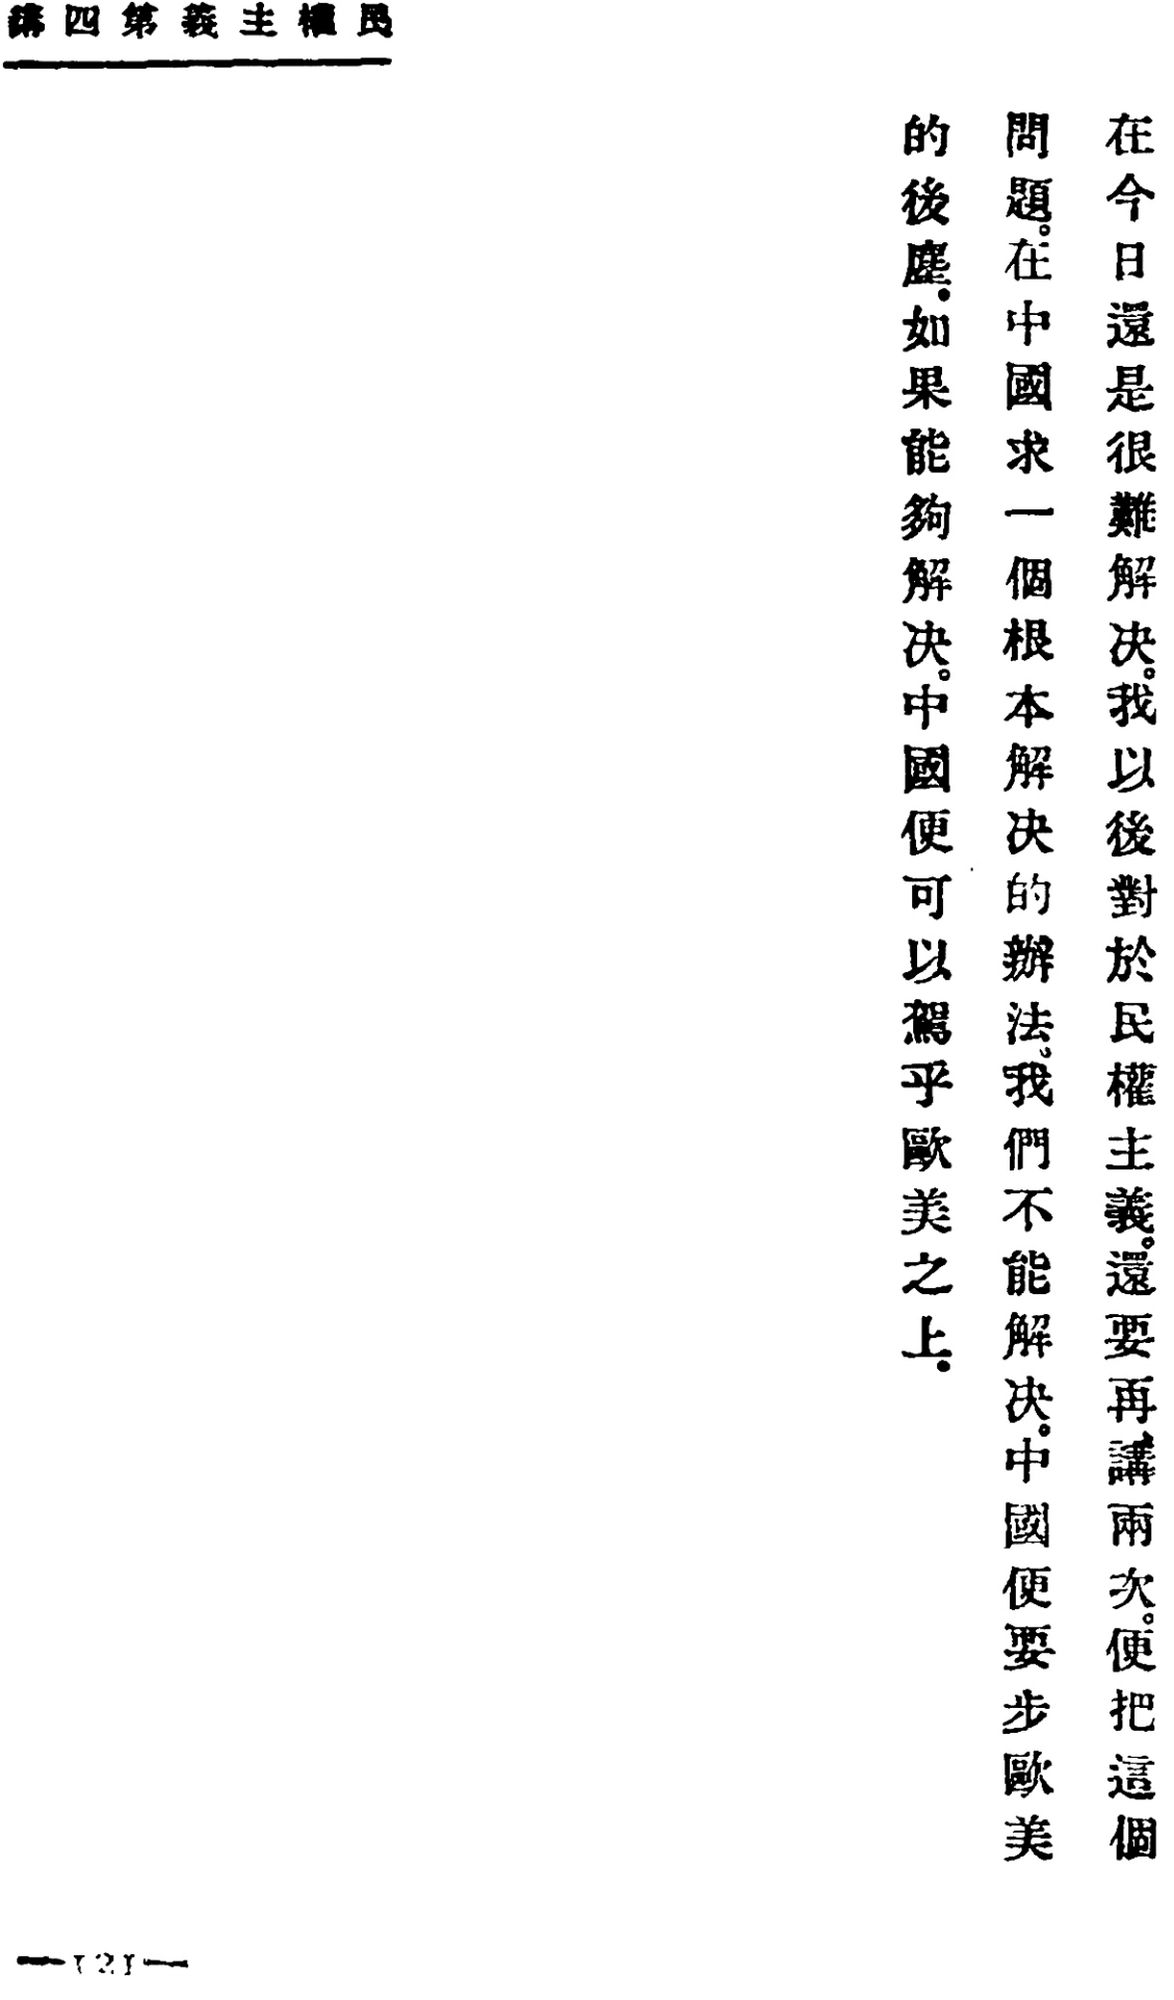 民權主義第四講
在今日還是很難解决。我以後對於民權主義。還要再講兩次。便把這個
問題。在中國求一個根本解决的辦法。我們不能解决。中國便要步歐美
的後塵．如果能夠解决。中國便可以駕乎歐美之上．
—121—